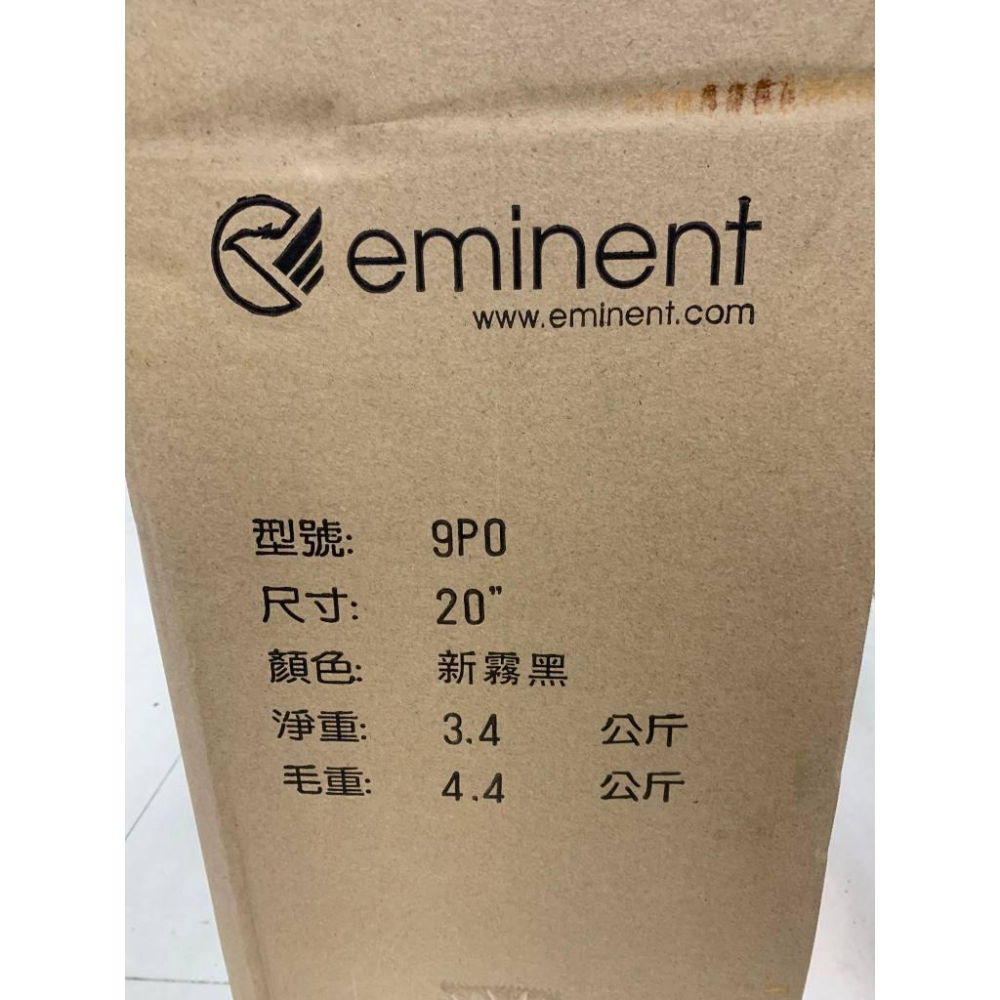 eminent
www.eminent.com
型號: 9PO
尺寸: 20"
顏色: 新霧黑
淨重: 3.4 公斤
毛重: 4.4 公斤